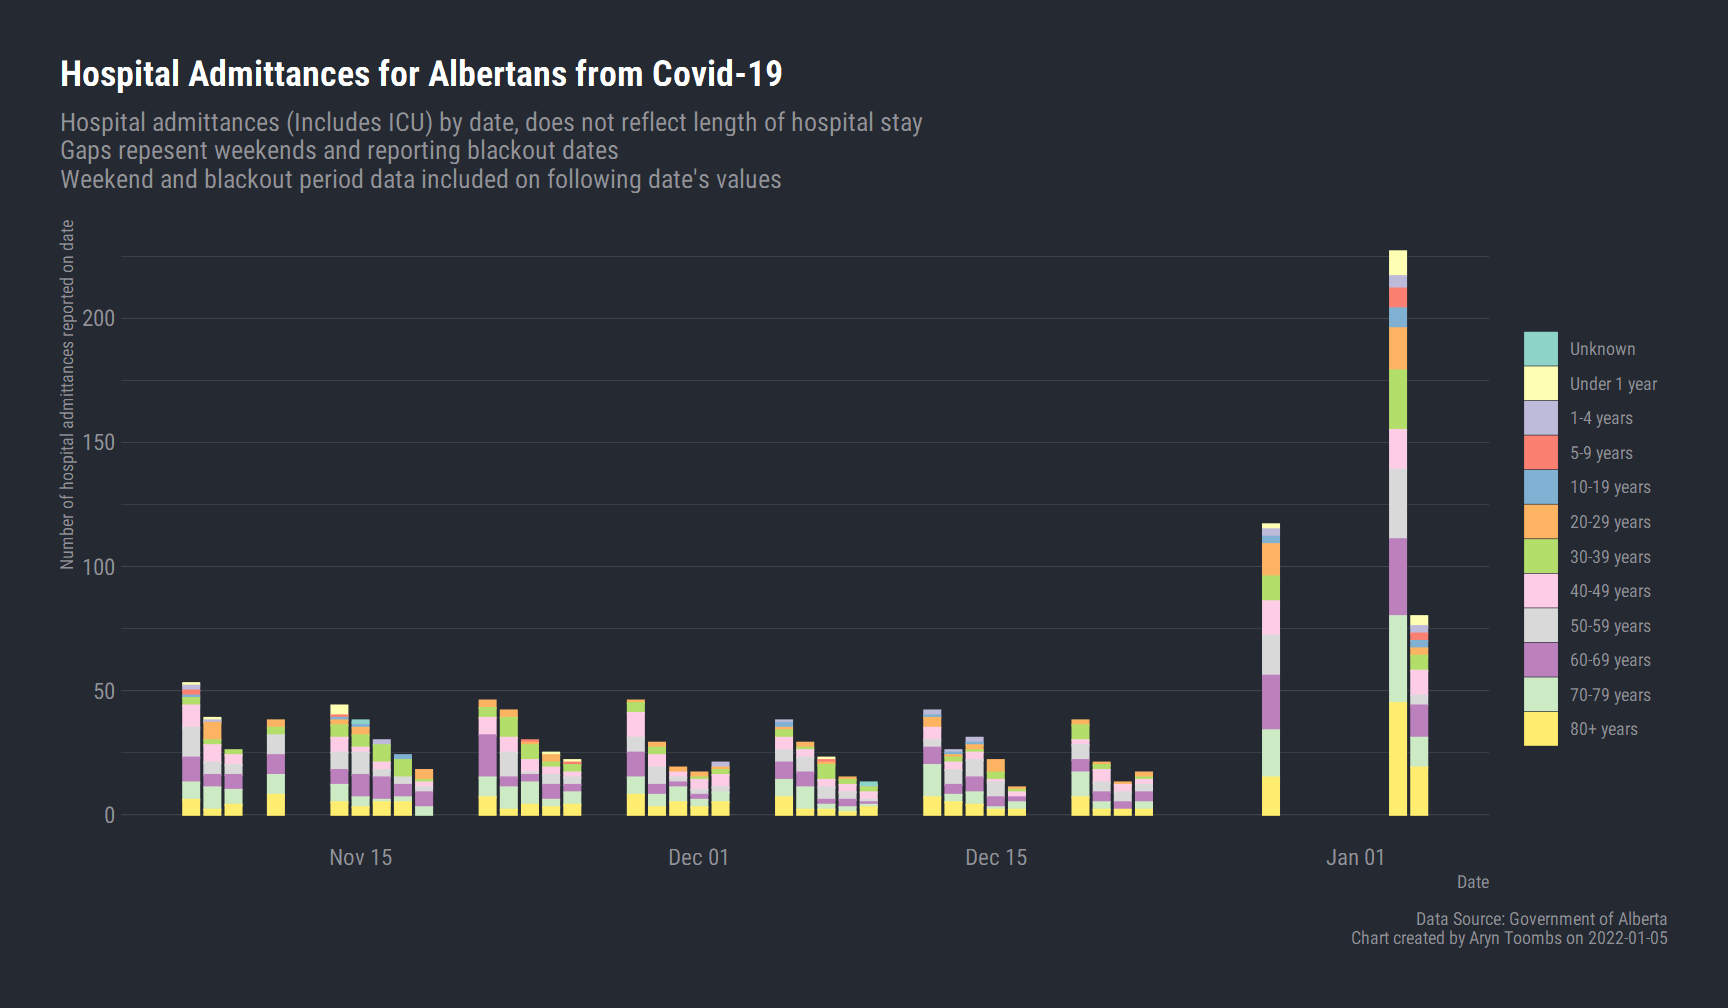 Hospital Admittances for Albertans from Covid-19
Hospital admittances (Includes ICU) by date, does not reflect length of hospital stay
Gaps repesent weekends and reporting blackout dates
Weekend and blackout period data included on following date's values
Number of hospital admittances reported on date
200
150
100
50
0
Nov 15
Dec 01
Dec 15
Jan 01
Date
Unknown
Under 1 year
1-4 years
5-9 years
10-19 years
20-29 years
30-39 years
40-49 years
50-59 years
60-69 years
70-79 years
80+ years
Data Source: Government of Alberta
Chart created by Aryn Toombs on 2022-01-05